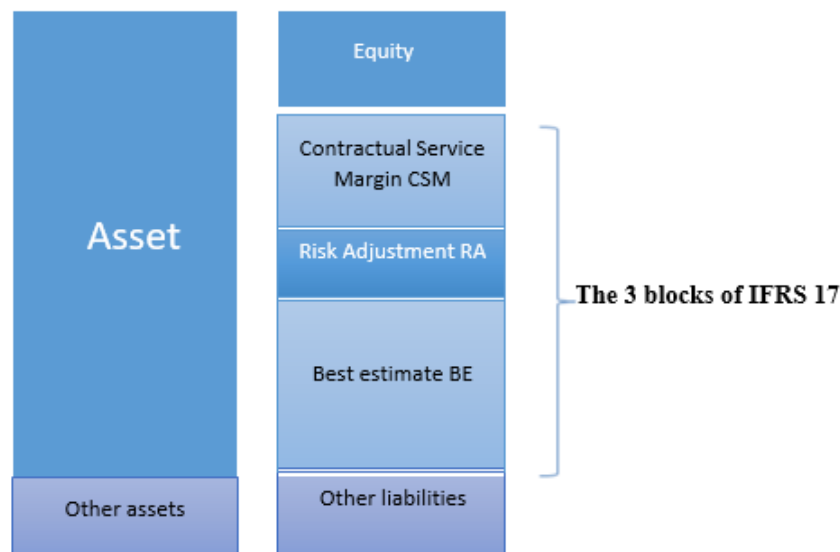 Equity
Contractual Service
Margin CSM
Asset
Risk Adjustment RA
The 3 blocks of IFRS 17
Best estimate BE
Other assets
Other liabilities